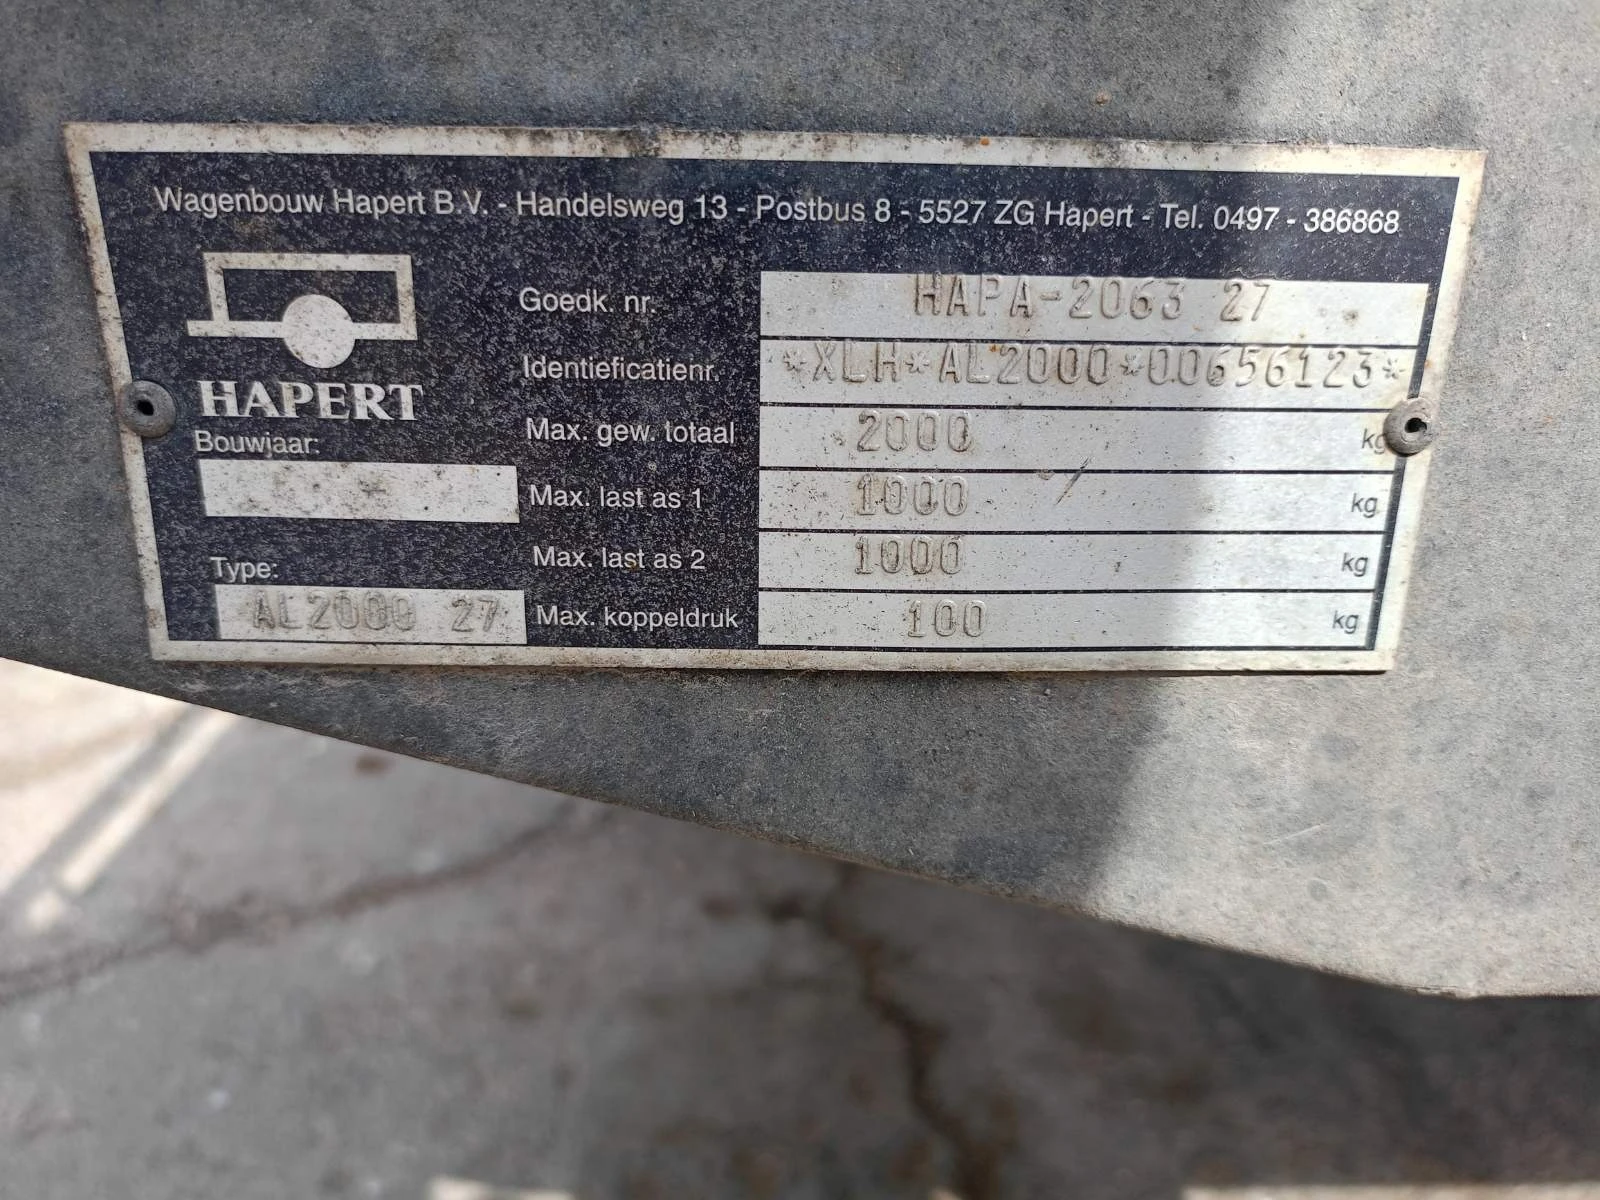 Wagenbouw Hapert B.V. - Handelsweg 13 - Postbus 8 - 5527 ZG Hapert - Tel. 0497 - 386868
HAPERT
Bouwjaar: -
Type:
AL2000 27
Goedk. nr. HAPA-2063 27
Identieficatienr. *XLH*AL2000*00656123*
Max. gew. totaal 2000 kg
Max. last as 1 1000 kg
Max. last as 2 1000 kg
Max. koppeldruk 100 kg